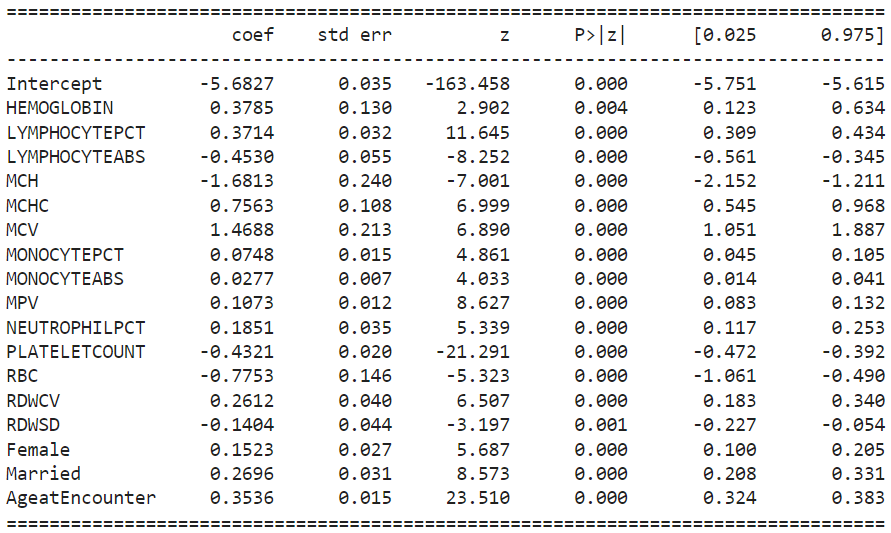 ==============================================================================
coef std err z P>|z| [0.025 0.975]
------------------------------------------------------------------------------
Intercept -5.6827 0.035 -163.458 0.000 -5.751 -5.615
HEMOGLOBIN 0.3785 0.130 2.902 0.004 0.123 0.634
LYMPHOCYTEPCT 0.3714 0.032 11.645 0.000 0.309 0.434
LYMPHOCYTEABS -0.4530 0.055 -8.252 0.000 -0.561 -0.345
MCH -1.6813 0.240 -7.001 0.000 -2.152 -1.211
MCHC 0.7563 0.108 6.999 0.000 0.545 0.968
MCV 1.4688 0.213 6.890 0.000 1.051 1.887
MONOCYTEPCT 0.0748 0.015 4.861 0.000 0.045 0.105
MONOCYTEABS 0.0277 0.007 4.033 0.000 0.014 0.041
MPV 0.1073 0.012 8.627 0.000 0.083 0.132
NEUTROPHILPCT 0.1851 0.035 5.339 0.000 0.117 0.253
PLATELETCOUNT -0.4321 0.020 -21.291 0.000 -0.472 -0.392
RBC -0.7753 0.146 -5.323 0.000 -1.061 -0.490
RDWCV 0.2612 0.040 6.507 0.000 0.183 0.340
RDWSD -0.1404 0.044 -3.197 0.001 -0.227 -0.054
Female 0.1523 0.027 5.687 0.000 0.100 0.205
Married 0.2696 0.031 8.573 0.000 0.208 0.331
AgeatEncounter 0.3536 0.015 23.510 0.000 0.324 0.383
==============================================================================